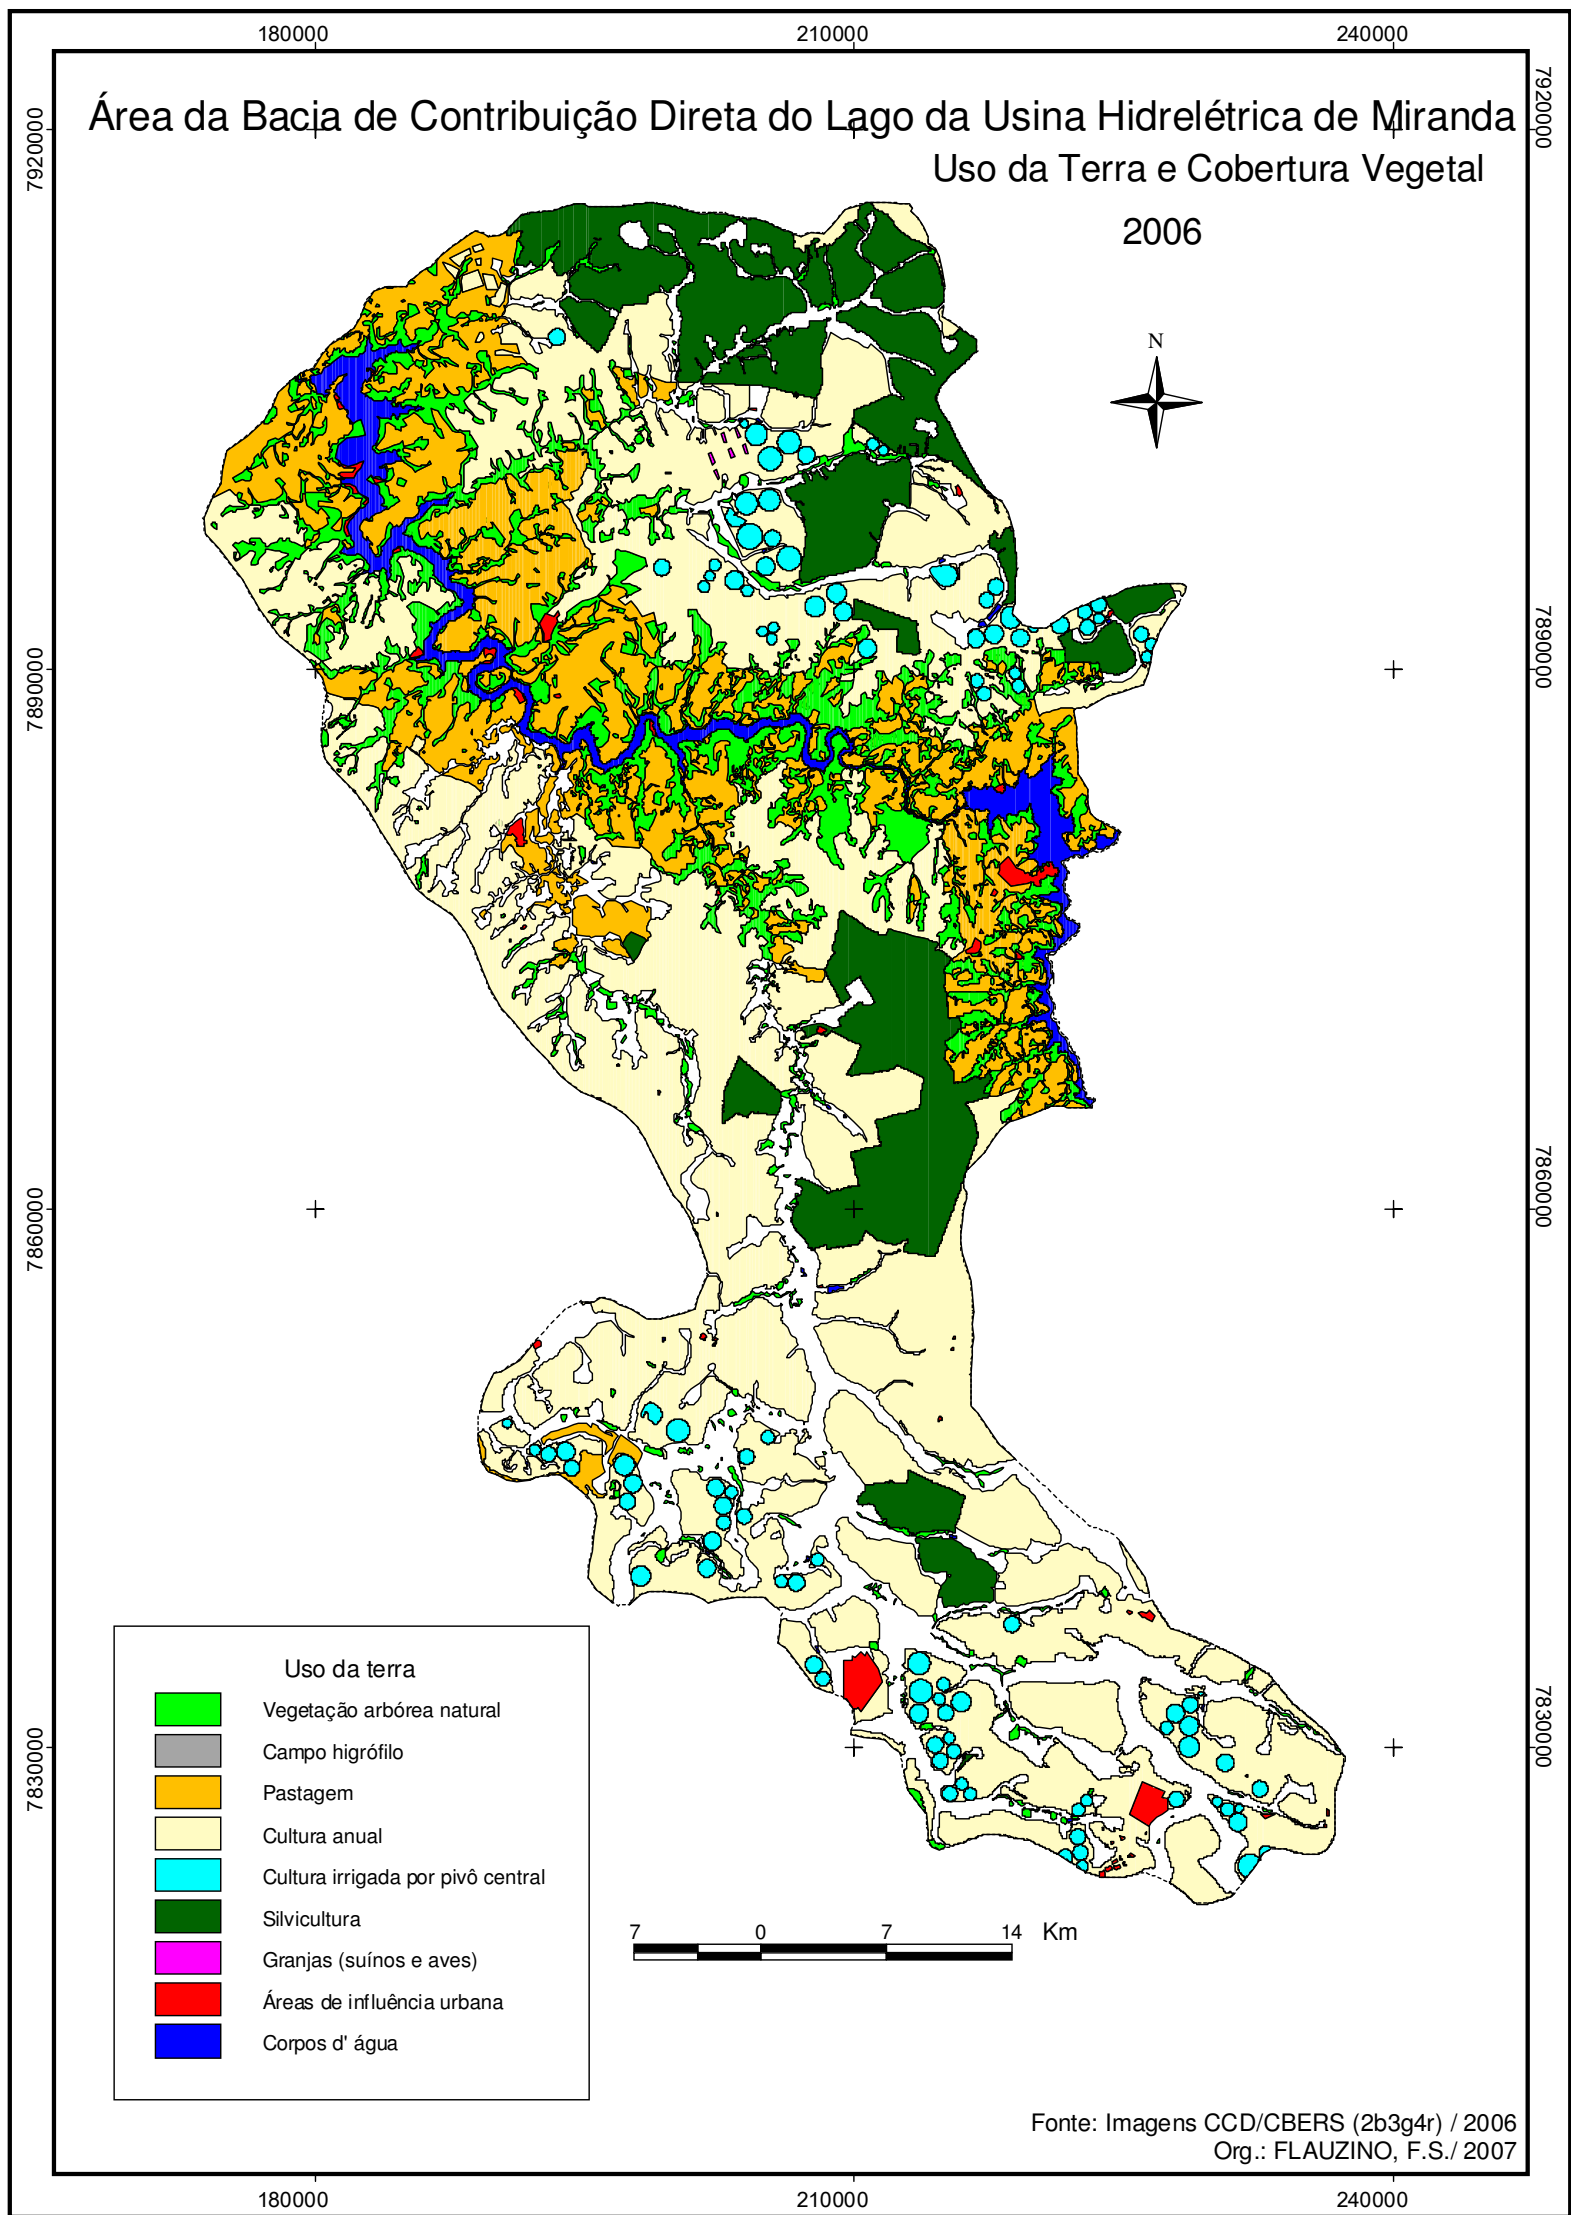 180000 210000 240000
7920000 7920000
Área da Bacia de Contribuição Direta do Lago da Usina Hidrelétrica de Miranda
Uso da Terra e Cobertura Vegetal
2006
N
7890000 7890000
7860000 7860000
7830000 7830000
Uso da terra
Vegetação arbórea natural
Campo higrófilo
Pastagem
Cultura anual
Cultura irrigada por pivô central
Silvicultura
Granjas (suínos e aves)
Áreas de influência urbana
Corpos d' água
7 0 7 14 Km
Fonte: Imagens CCD/CBERS (2b3g4r) / 2006
Org.: FLAUZINO, F.S./ 2007
180000 210000 240000